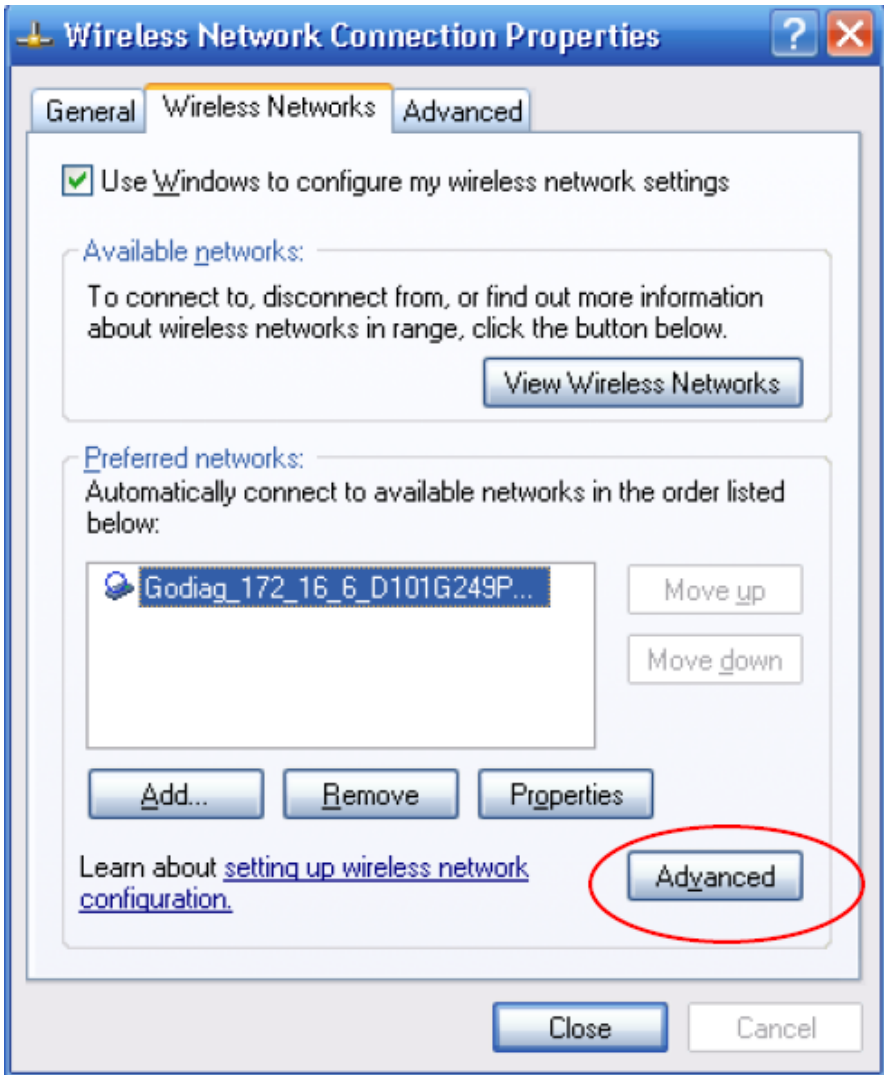 Wireless Network Connection Properties
General
Wireless Networks
Advanced
Use Windows to configure my wireless network settings
Available networks:
To connect to, disconnect from, or find out more information
about wireless networks in range, click the button below.
View Wireless Networks
Preferred networks:
Automatically connect to available networks in the order listed
below:
Godiag_172_16_6_D101G249P...
Move up
Move down
Add...
Remove
Properties
Learn about setting up wireless network
configuration.
Advanced
Close
Cancel